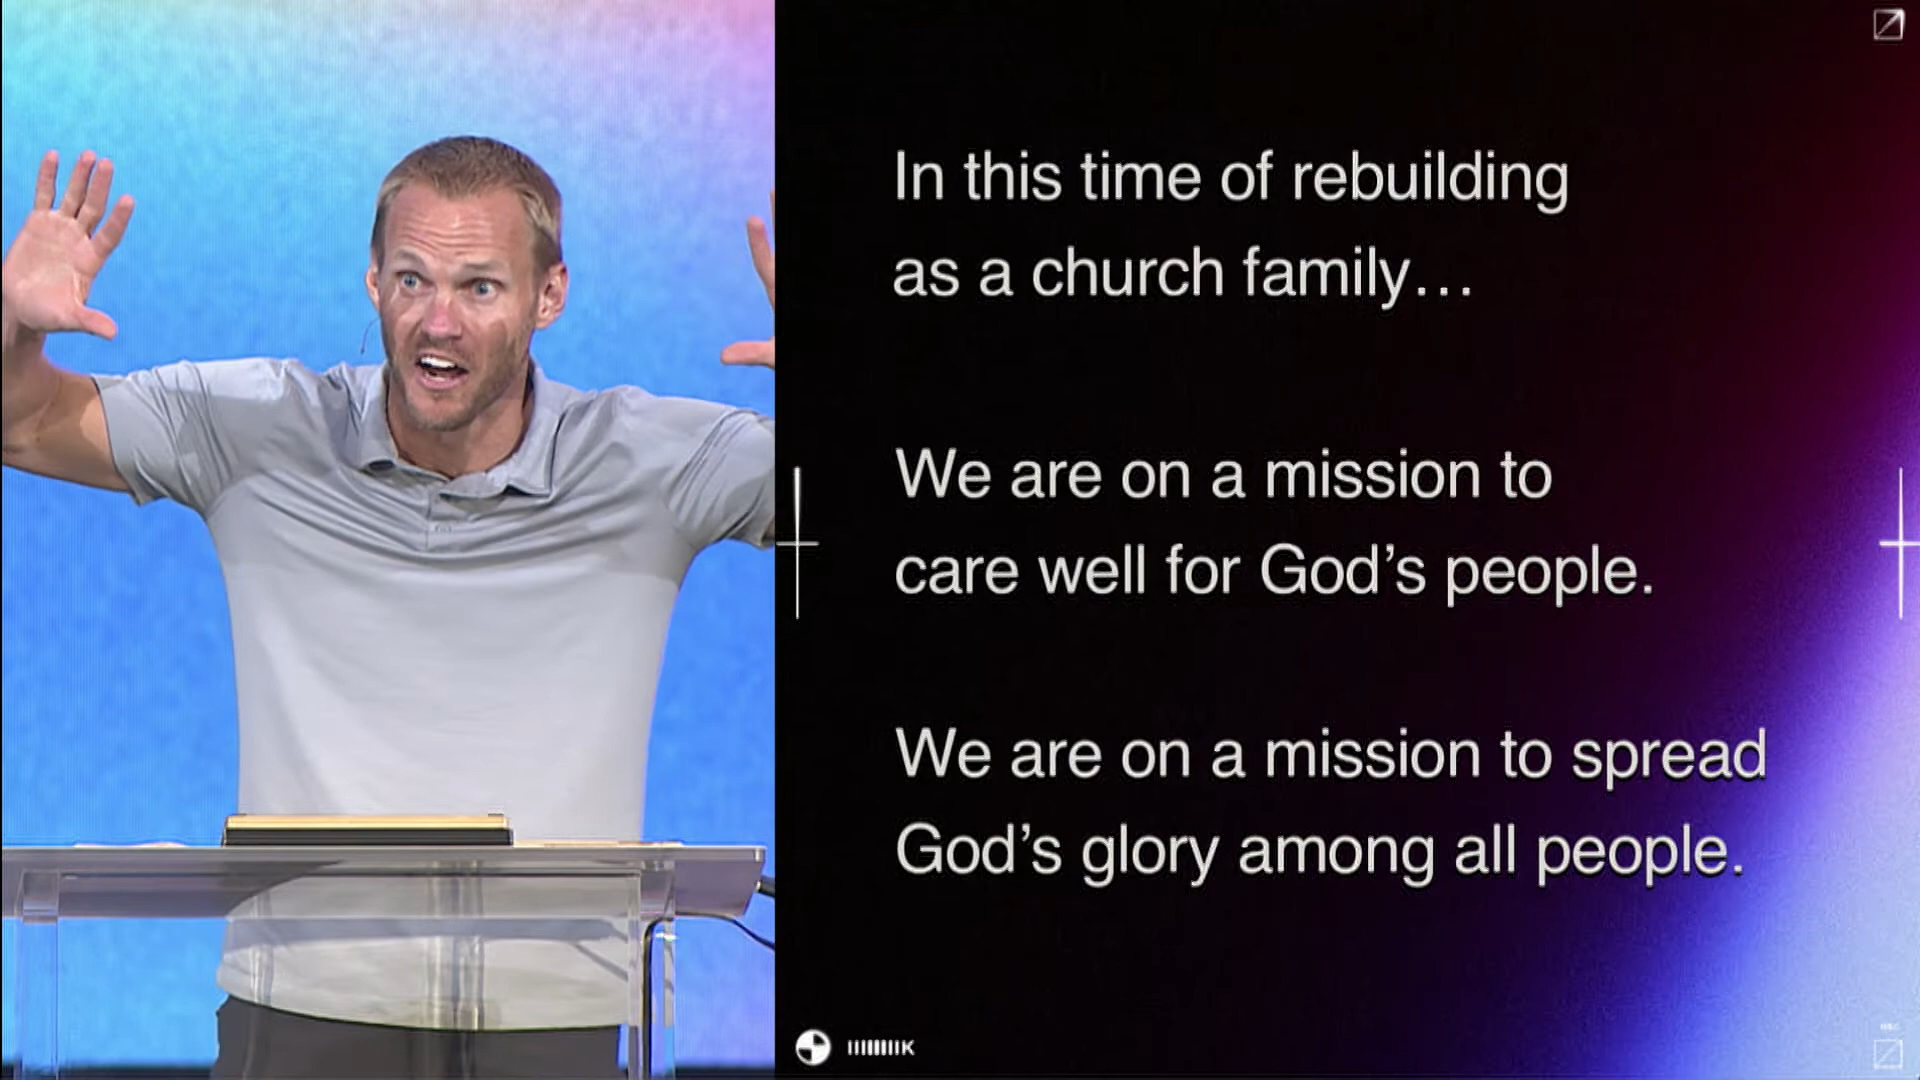 In this time of rebuilding
as a church family…
We are on a mission to
care well for God’s people.
We are on a mission to spread
God’s glory among all people.